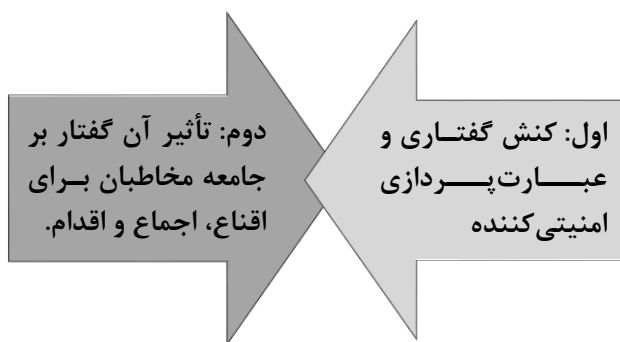 اول: کنش گفتاری و
عبارت‌پردازی
امنیتی‌کننده
دوم: تأثیر آن گفتار بر
جامعه مخاطبان برای
اقناع، اجماع و اقدام.